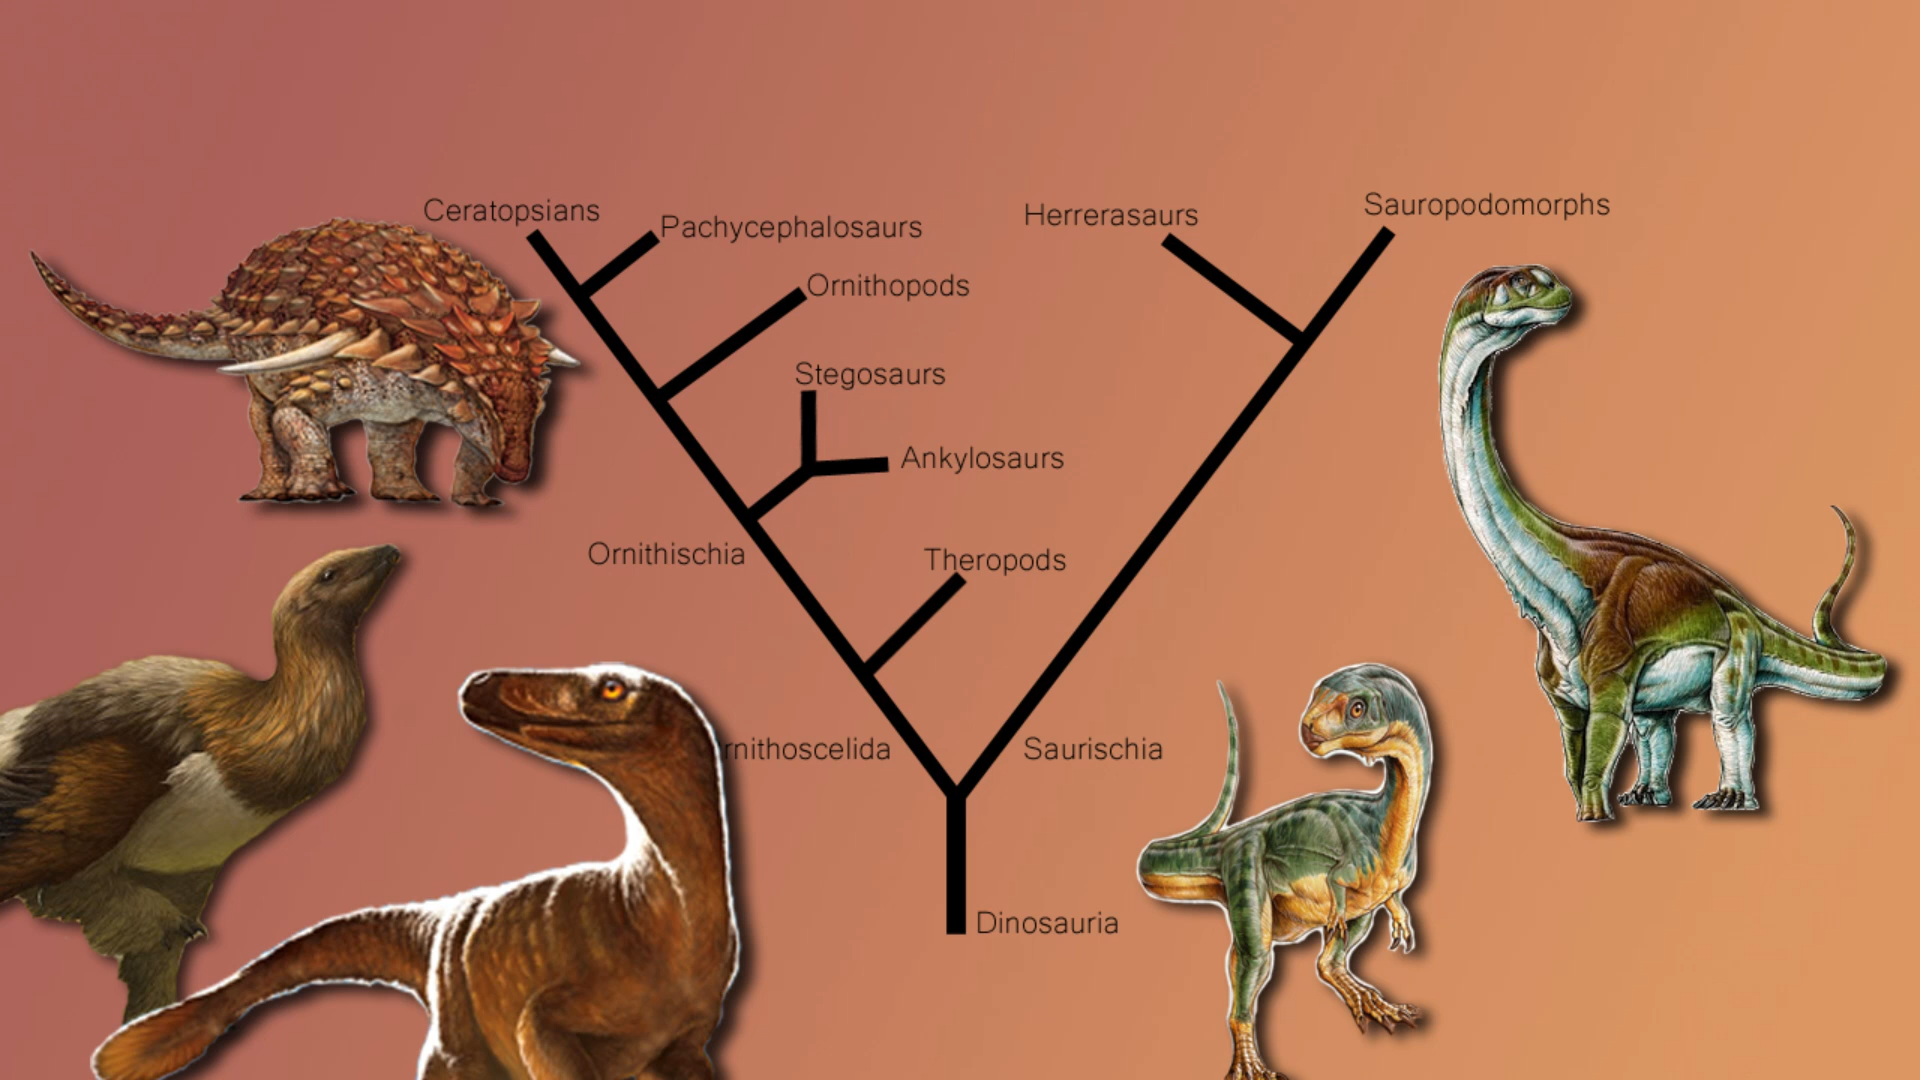 Ceratopsians
Pachycephalosaurs
Herrerasaurs
Sauropodomorphs
Ornithopods
Stegosaurs
Ankylosaurs
Ornithischia
Theropods
rnithoscelida
Saurischia
Dinosauria